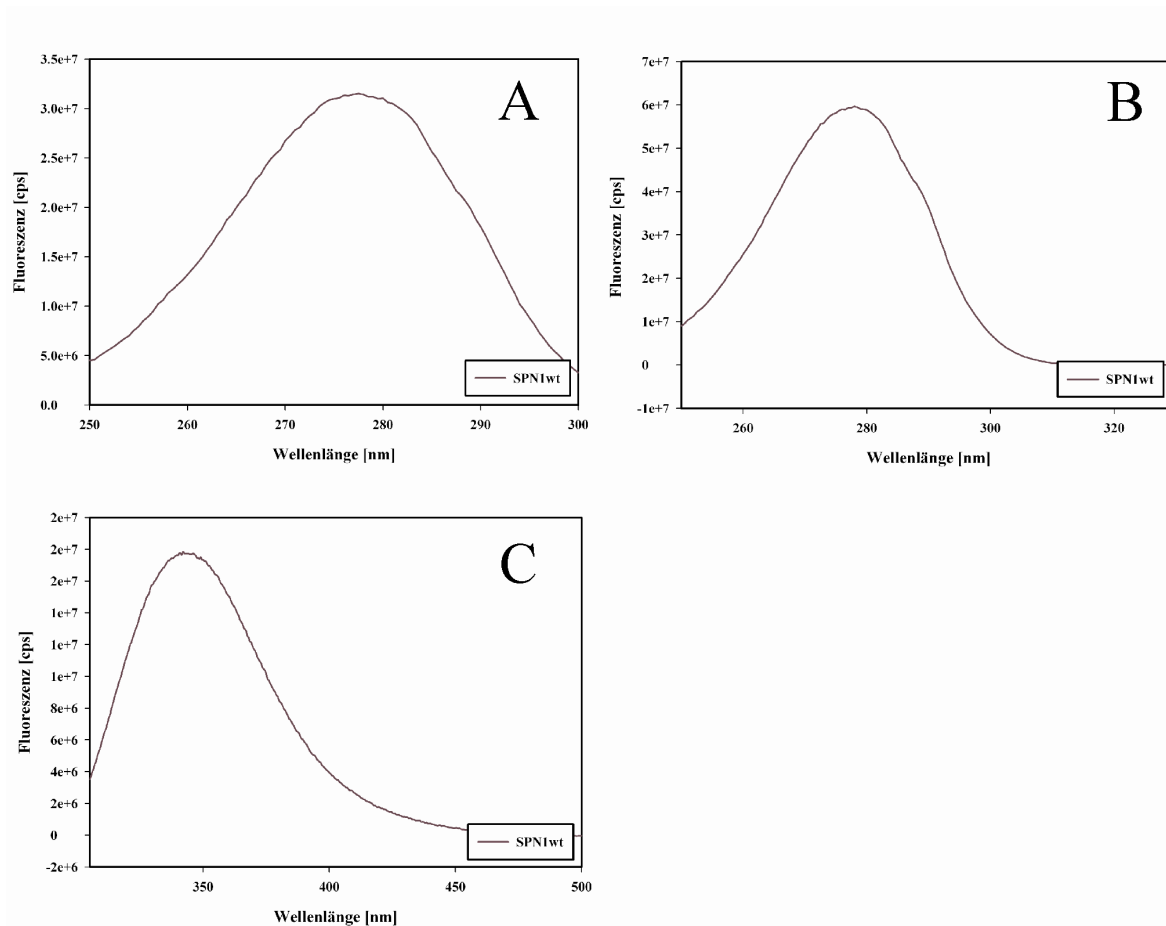 A
Fluoreszenz [cps]
3.5e+7
3.0e+7
2.5e+7
2.0e+7
1.5e+7
1.0e+7
5.0e+6
0.0
250 260 270 280 290 300
Wellenlänge [nm]
SPN1wt
B
Fluoreszenz [cps]
7e+7
6e+7
5e+7
4e+7
3e+7
2e+7
1e+7
0
-1e+7
260 280 300 320
Wellenlänge [nm]
SPN1wt
C
Fluoreszenz [cps]
2e+7
2e+7
2e+7
1e+7
1e+7
1e+7
8e+6
6e+6
4e+6
2e+6
0
-2e+6
350 400 450 500
Wellenlänge [nm]
SPN1wt